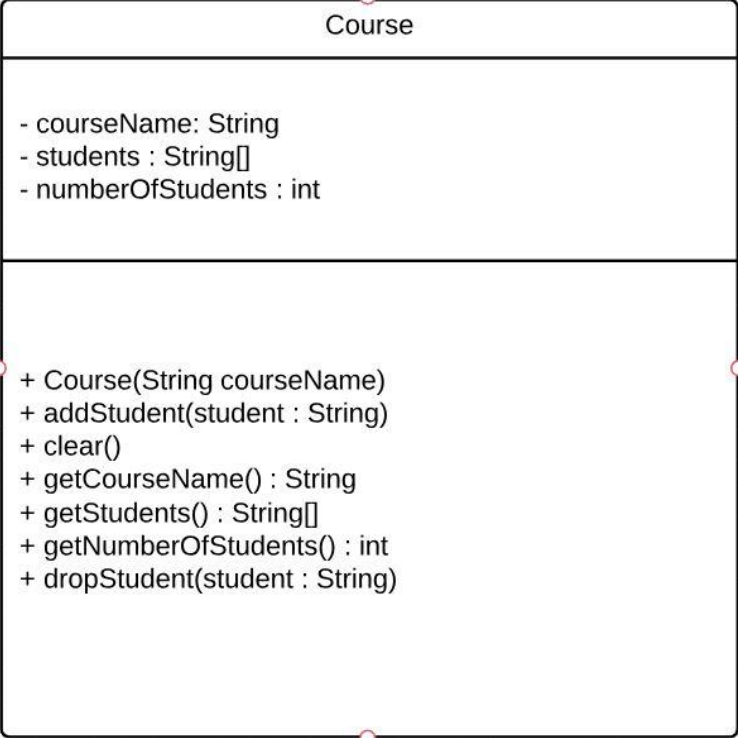 Course
- courseName: String
- students : String[]
- numberOfStudents : int
+ Course(String courseName)
+ addStudent(student : String)
+ clear()
+ getCourseName() : String
+ getStudents() : String[]
+ getNumberOfStudents() : int
+ dropStudent(student : String)